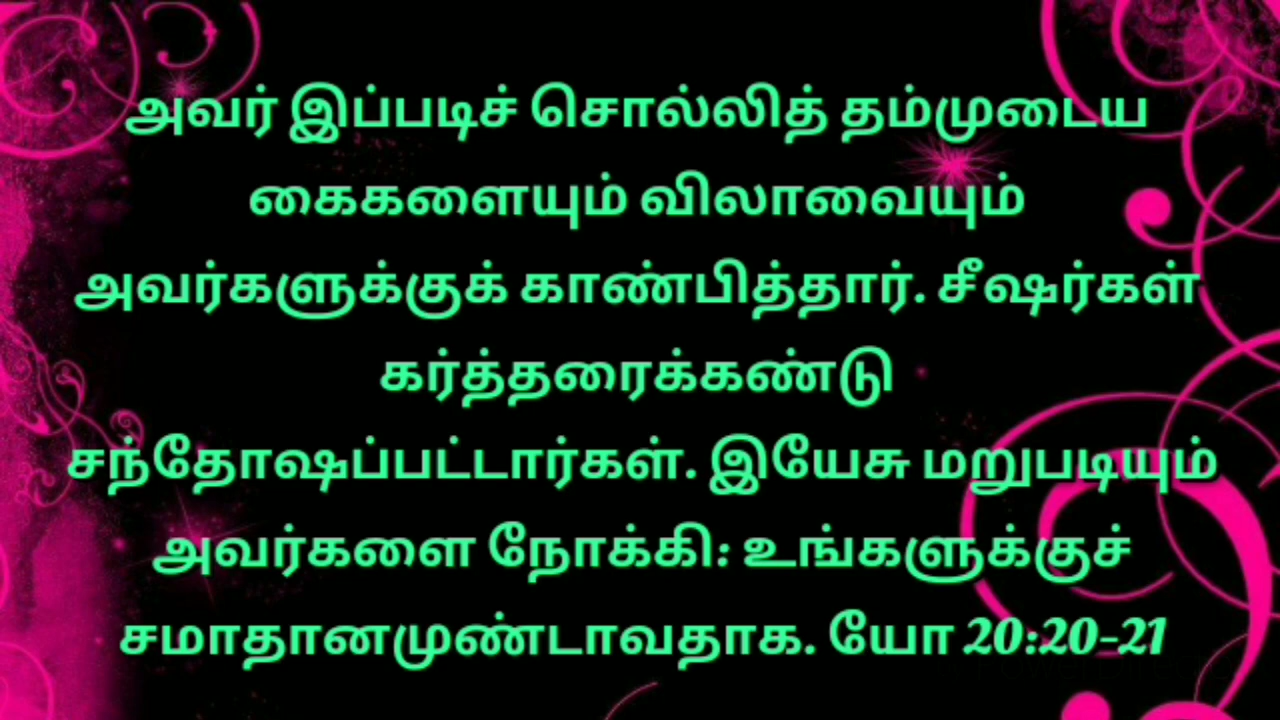 அவர் இப்படிச் சொல்லித் தம்முடைய
கைகளையும் விலாவையும்
அவர்களுக்குக் காண்பித்தார். சீஷர்கள்
கர்த்தரைக்கண்டு
சந்தோஷப்பட்டார்கள். இயேசு மறுபடியும்
அவர்களை நோக்கி: உங்களுக்குச்
சமாதானமுண்டாவதாக. யோ 20:20-21